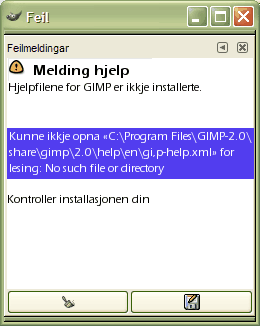 Feil
Feilmeldingar
Melding hjelp
Hjelpfilene for GIMP er ikkje installerte.
Kunne ikkje opna «C:\Program Files\GIMP-2.0\
share\gimp\2.0\help\en\gi,p-help.xml» for
lesing: No such file or directory
Kontroller installasjonen din